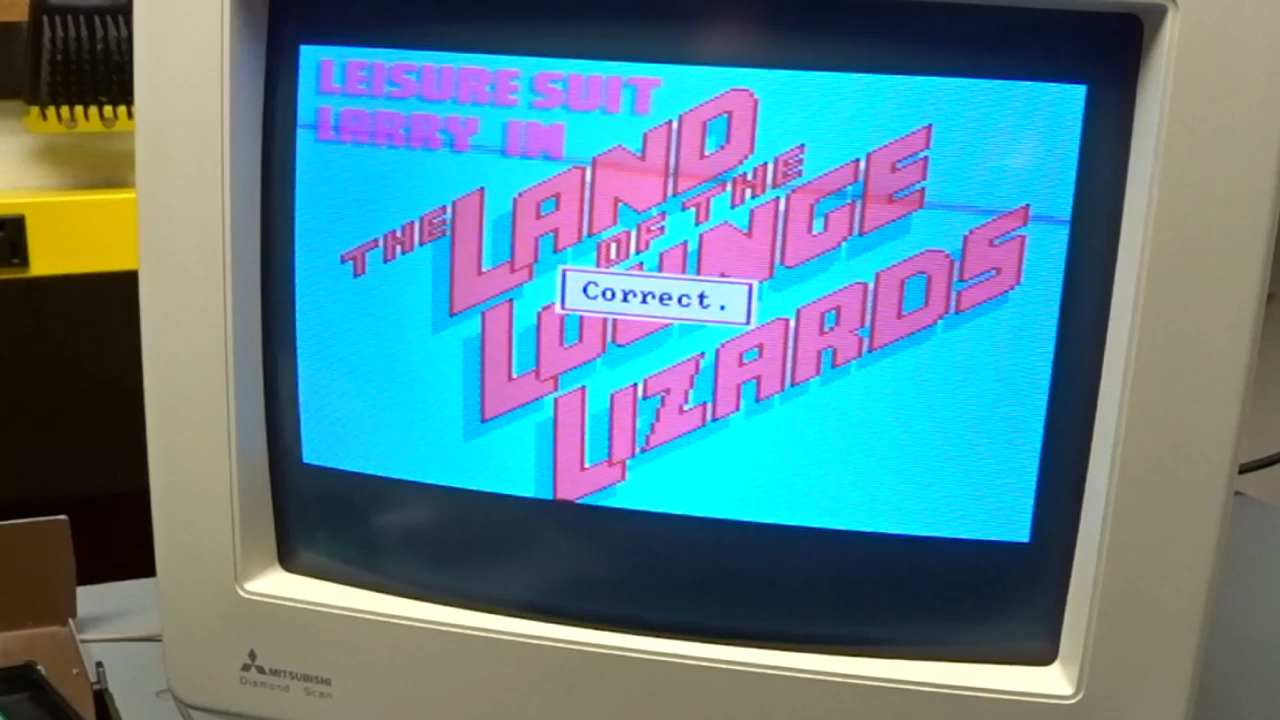 LEISURE SUIT
LARRY IN
THE LAND
OF THE
LOUNGE
LIZARDS
Correct.
MITSUBISHI
Diamond Scan